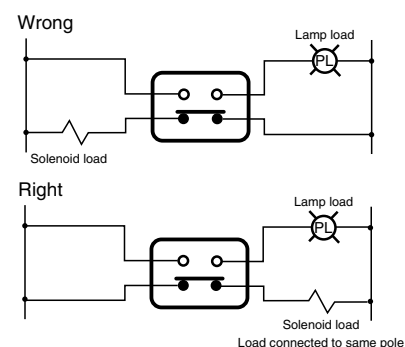 Wrong
Lamp load
PL
Solenoid load
Right
Lamp load
PL
Solenoid load
Load connected to same pole